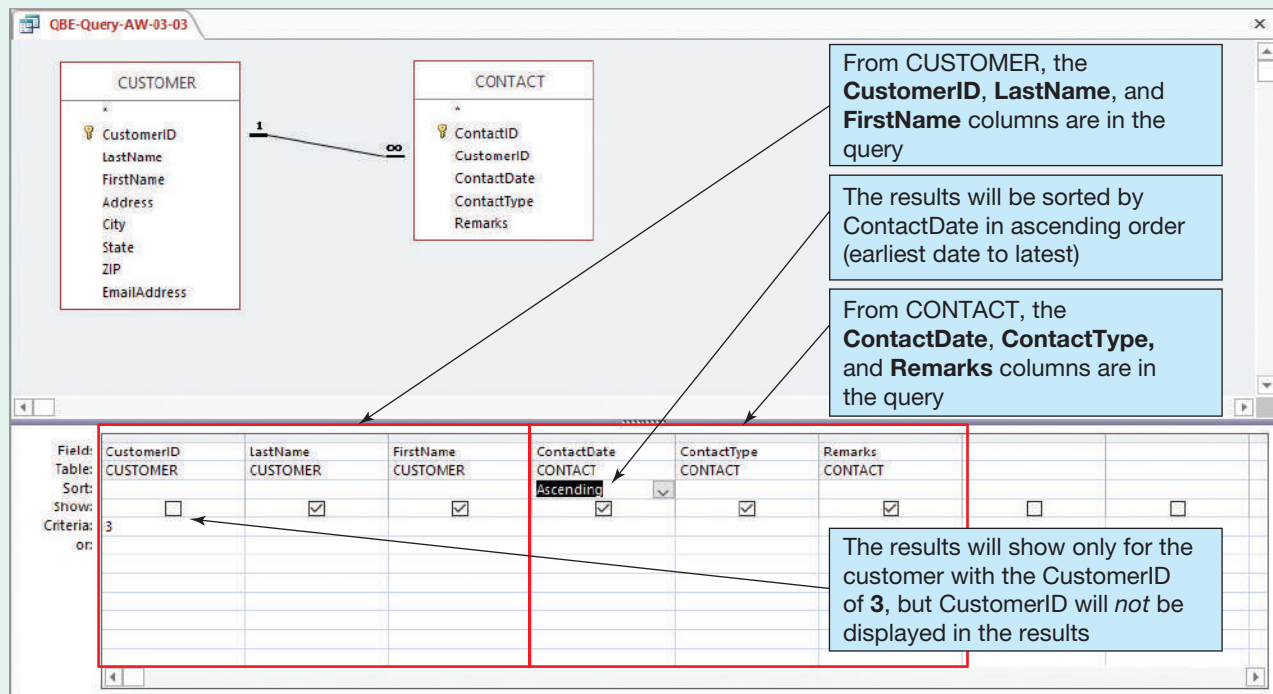 QBE-Query-AW-03-03
CUSTOMER
*
CustomerID
LastName
FirstName
Address
City
State
ZIP
EmailAddress
1
∞
CONTACT
*
ContactID
CustomerID
ContactDate
ContactType
Remarks
From CUSTOMER, the
CustomerID, LastName, and
FirstName columns are in the
query
The results will be sorted by
ContactDate in ascending order
(earliest date to latest)
From CONTACT, the
ContactDate, ContactType,
and Remarks columns are in
the query
Field: CustomerID LastName FirstName ContactDate ContactType Remarks
Table: CUSTOMER CUSTOMER CUSTOMER CONTACT CONTACT CONTACT
Sort: Ascending
Show:
Criteria: 3
or:
The results will show only for the
customer with the CustomerID
of 3, but CustomerID will not be
displayed in the results